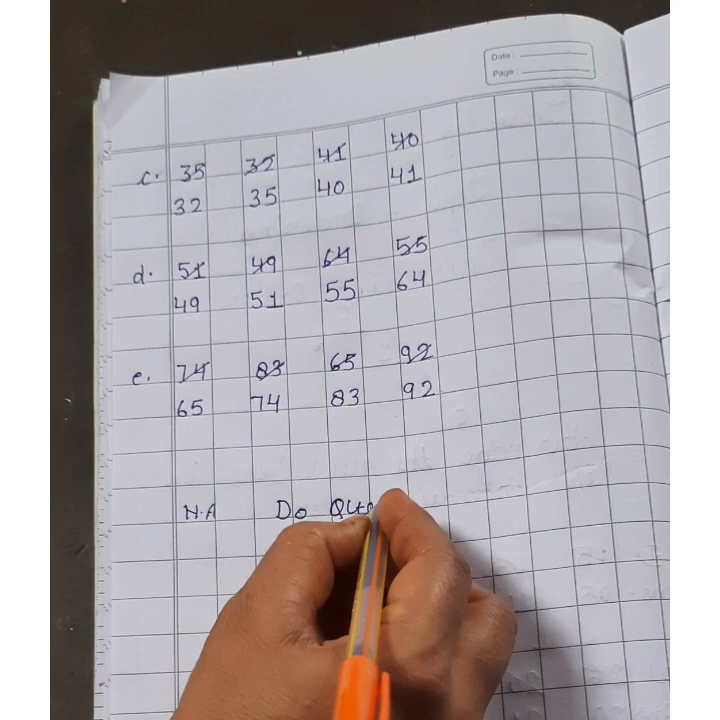 Date :
Page :
c. 35 32 41 40
32 35 40 41
d. 51 49 64 55
49 51 55 64
e. 74 83 65 92
65 74 83 92
H.A Do